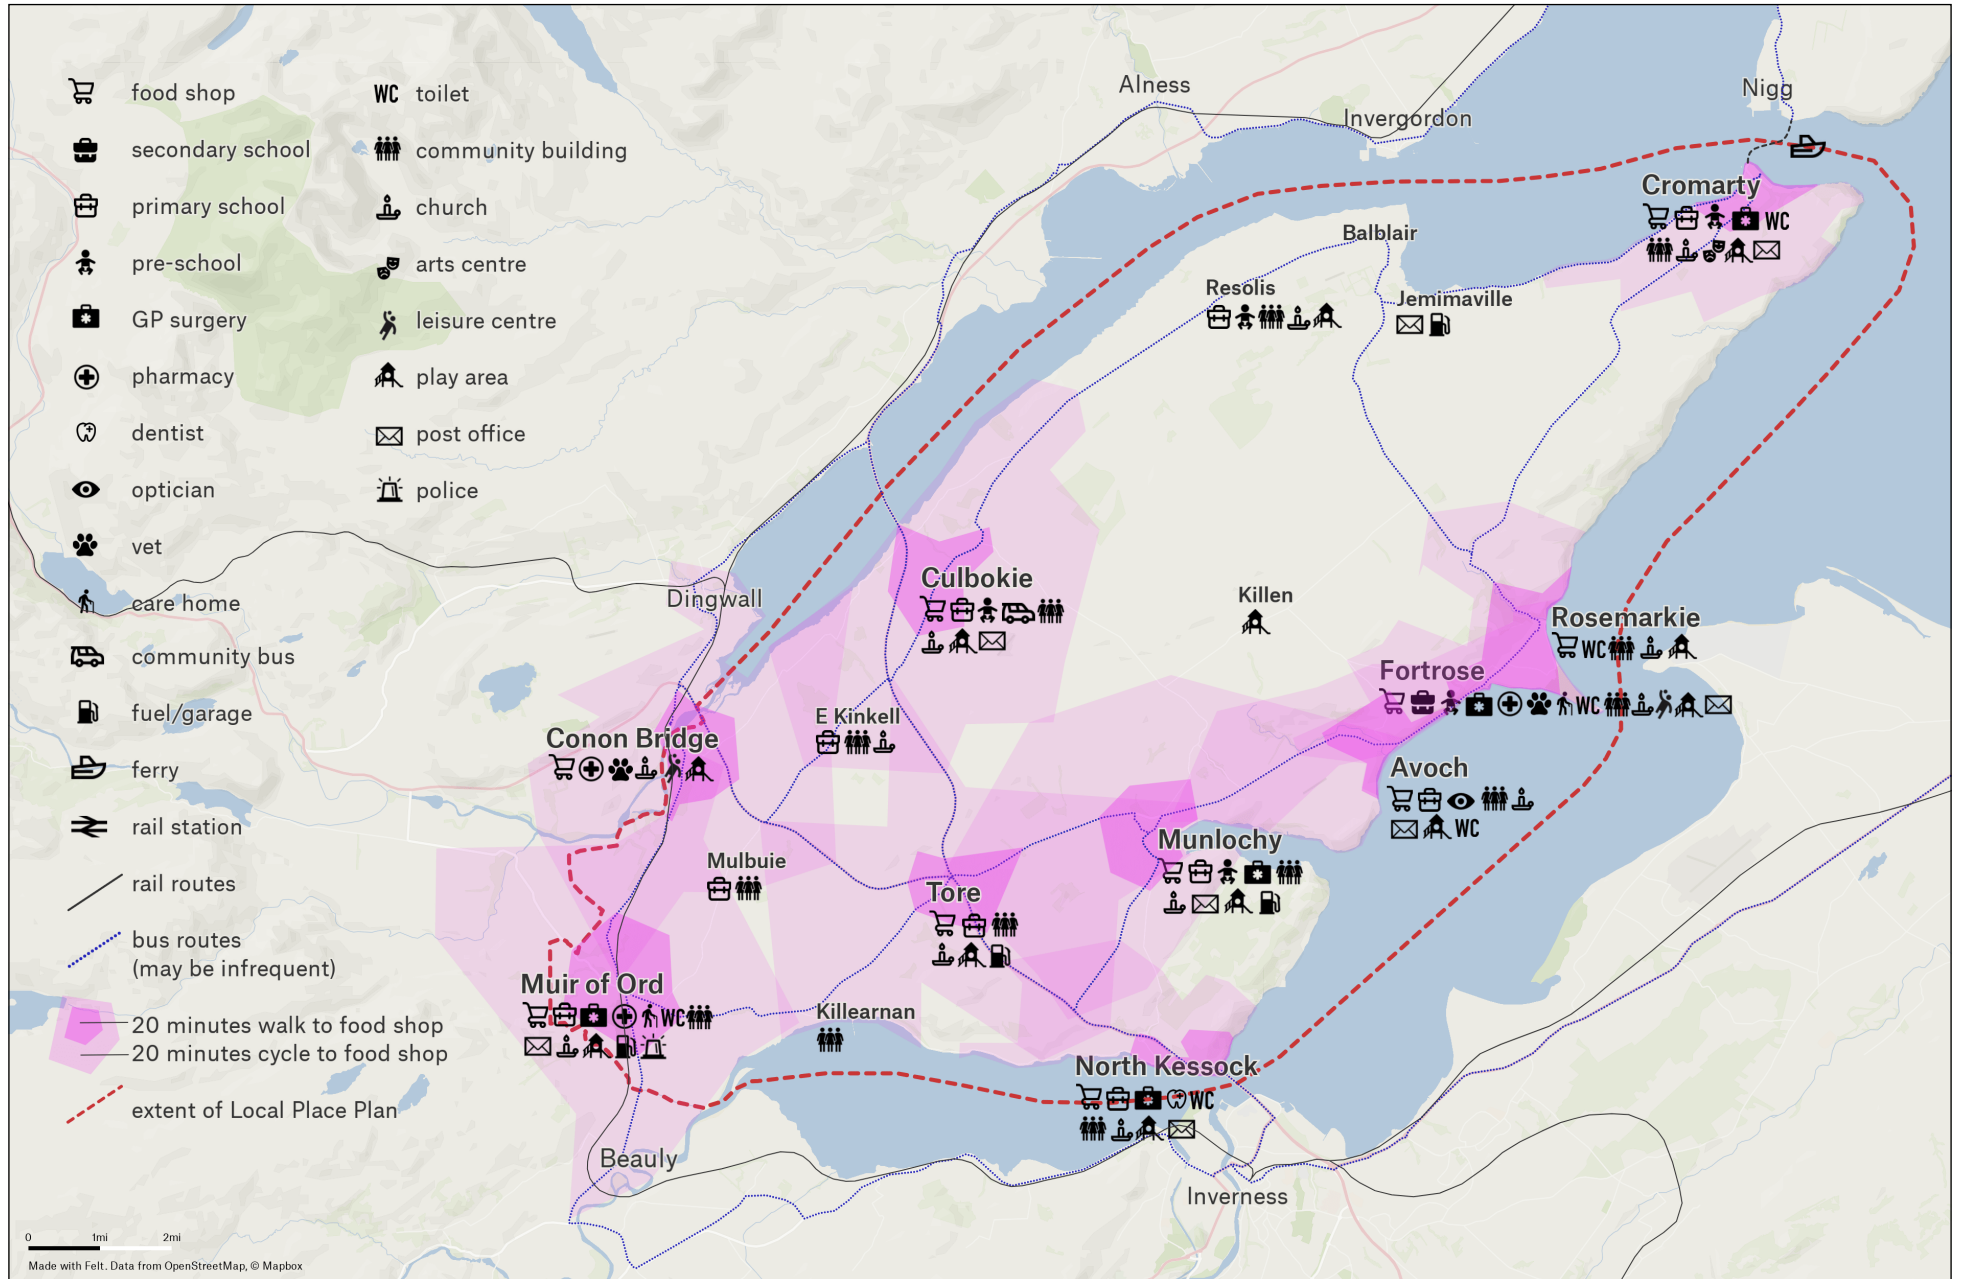 food shop
secondary school
primary school
pre-school
GP surgery
pharmacy
dentist
optician
vet
care home
community bus
fuel/garage
ferry
rail station
rail routes
bus routes
(may be infrequent)
20 minutes walk to food shop
20 minutes cycle to food shop
extent of Local Place Plan
WC toilet
community building
church
arts centre
leisure centre
play area
post office
police
Alness
Invergordon
Nigg
Cromarty
WC
Balblair
Resolis
Jemimaville
Culbokie
Dingwall
Killen
Rosemarkie
WC
Fortrose
WC
E Kinkell
Conon Bridge
Avoch
WC
Munlochy
Mulbuie
Tore
Muir of Ord
WC
Killearnan
North Kessock
WC
Beauly
Inverness
0 1mi 2mi
Made with Felt. Data from OpenStreetMap, © Mapbox